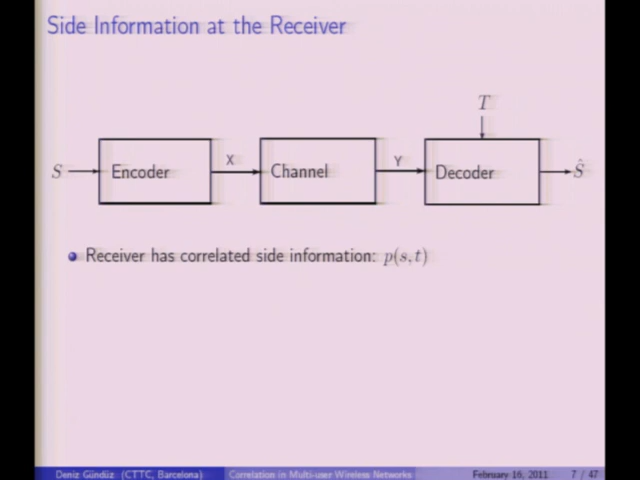 Side Information at the Receiver
T
S Encoder X Channel Y Decoder Ŝ
Receiver has correlated side information: p(s,t)
Deniz Gündüz (CTTC, Barcelona) Correlation in Multi-user Wireless Networks February 16, 2011 7 / 47